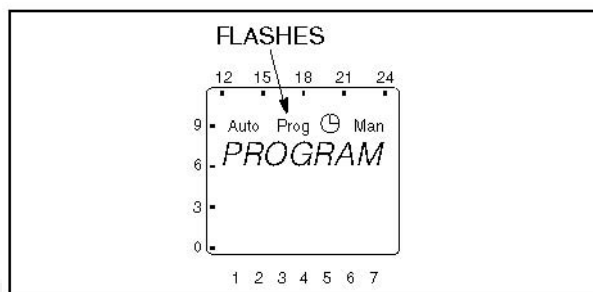 FLASHES
12 15 18 21 24
9 Auto Prog Man
PROGRAM
6
3
0
1 2 3 4 5 6 7